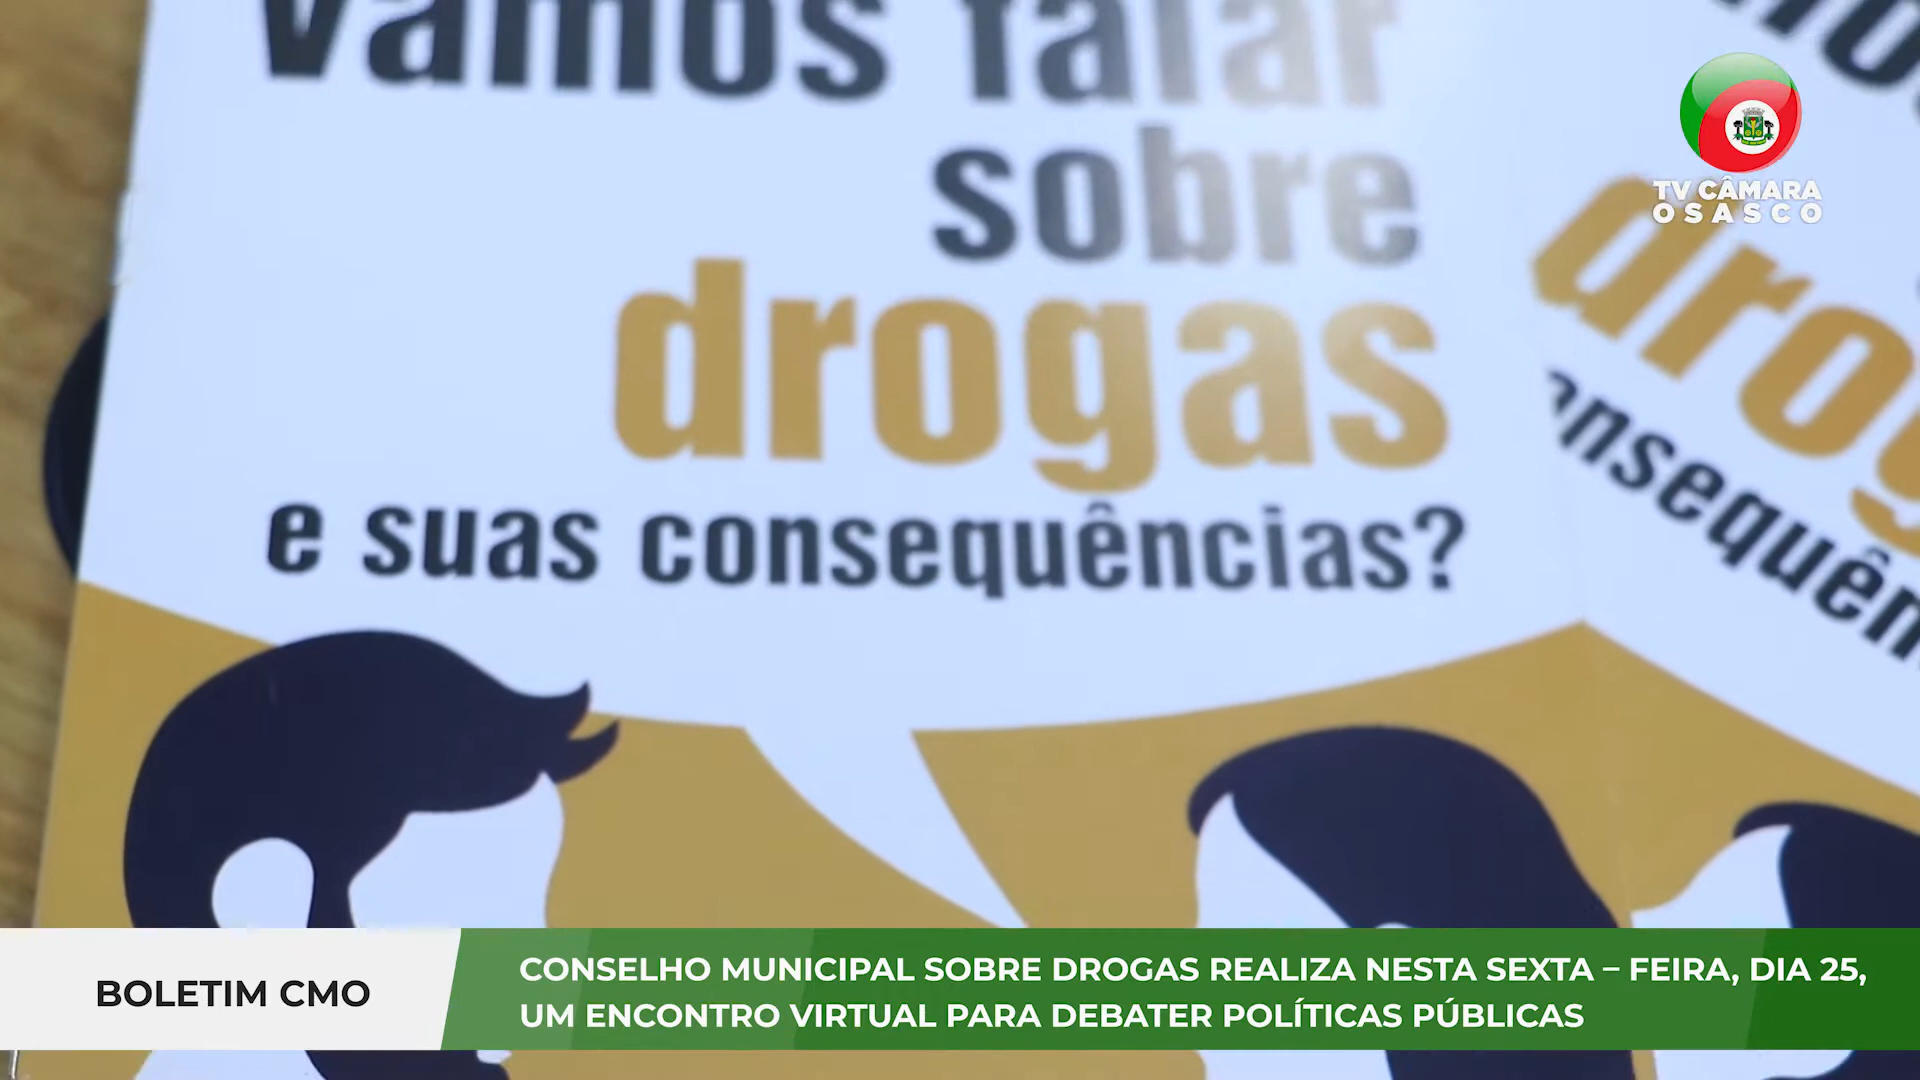 Vamos falar
sobre
drogas
e suas consequências?
TV CÂMARA
OSASCO
BOLETIM CMO
CONSELHO MUNICIPAL SOBRE DROGAS REALIZA NESTA SEXTA – FEIRA, DIA 25,
UM ENCONTRO VIRTUAL PARA DEBATER POLÍTICAS PÚBLICAS